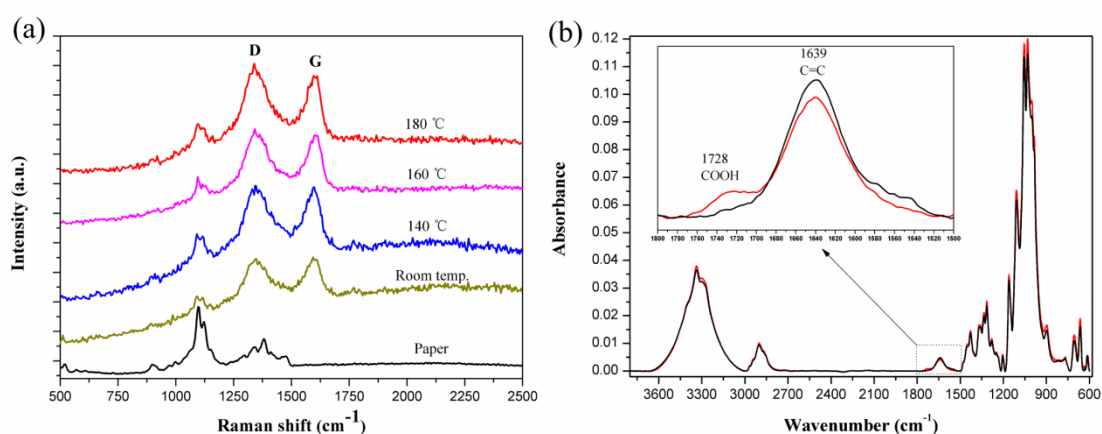 (a)
D
G
180 ℃
160 ℃
140 ℃
Room temp.
Paper
Intensity (a.u.)
500 750 1000 1250 1500 1750 2000 2250 2500
Raman shift (cm-1)
(b)
0.12
0.11
0.10
0.09
0.08
0.07
0.06
0.05
0.04
0.03
0.02
0.01
0.00
Absorbance
1639
C=C
1728
COOH
1800 1780 1760 1740 1720 1700 1680 1660 1640 1620 1600 1580 1560 1540 1520 1500
3600 3300 3000 2700 2400 2100 1800 1500 1200 900 600
Wavenumber (cm-1)